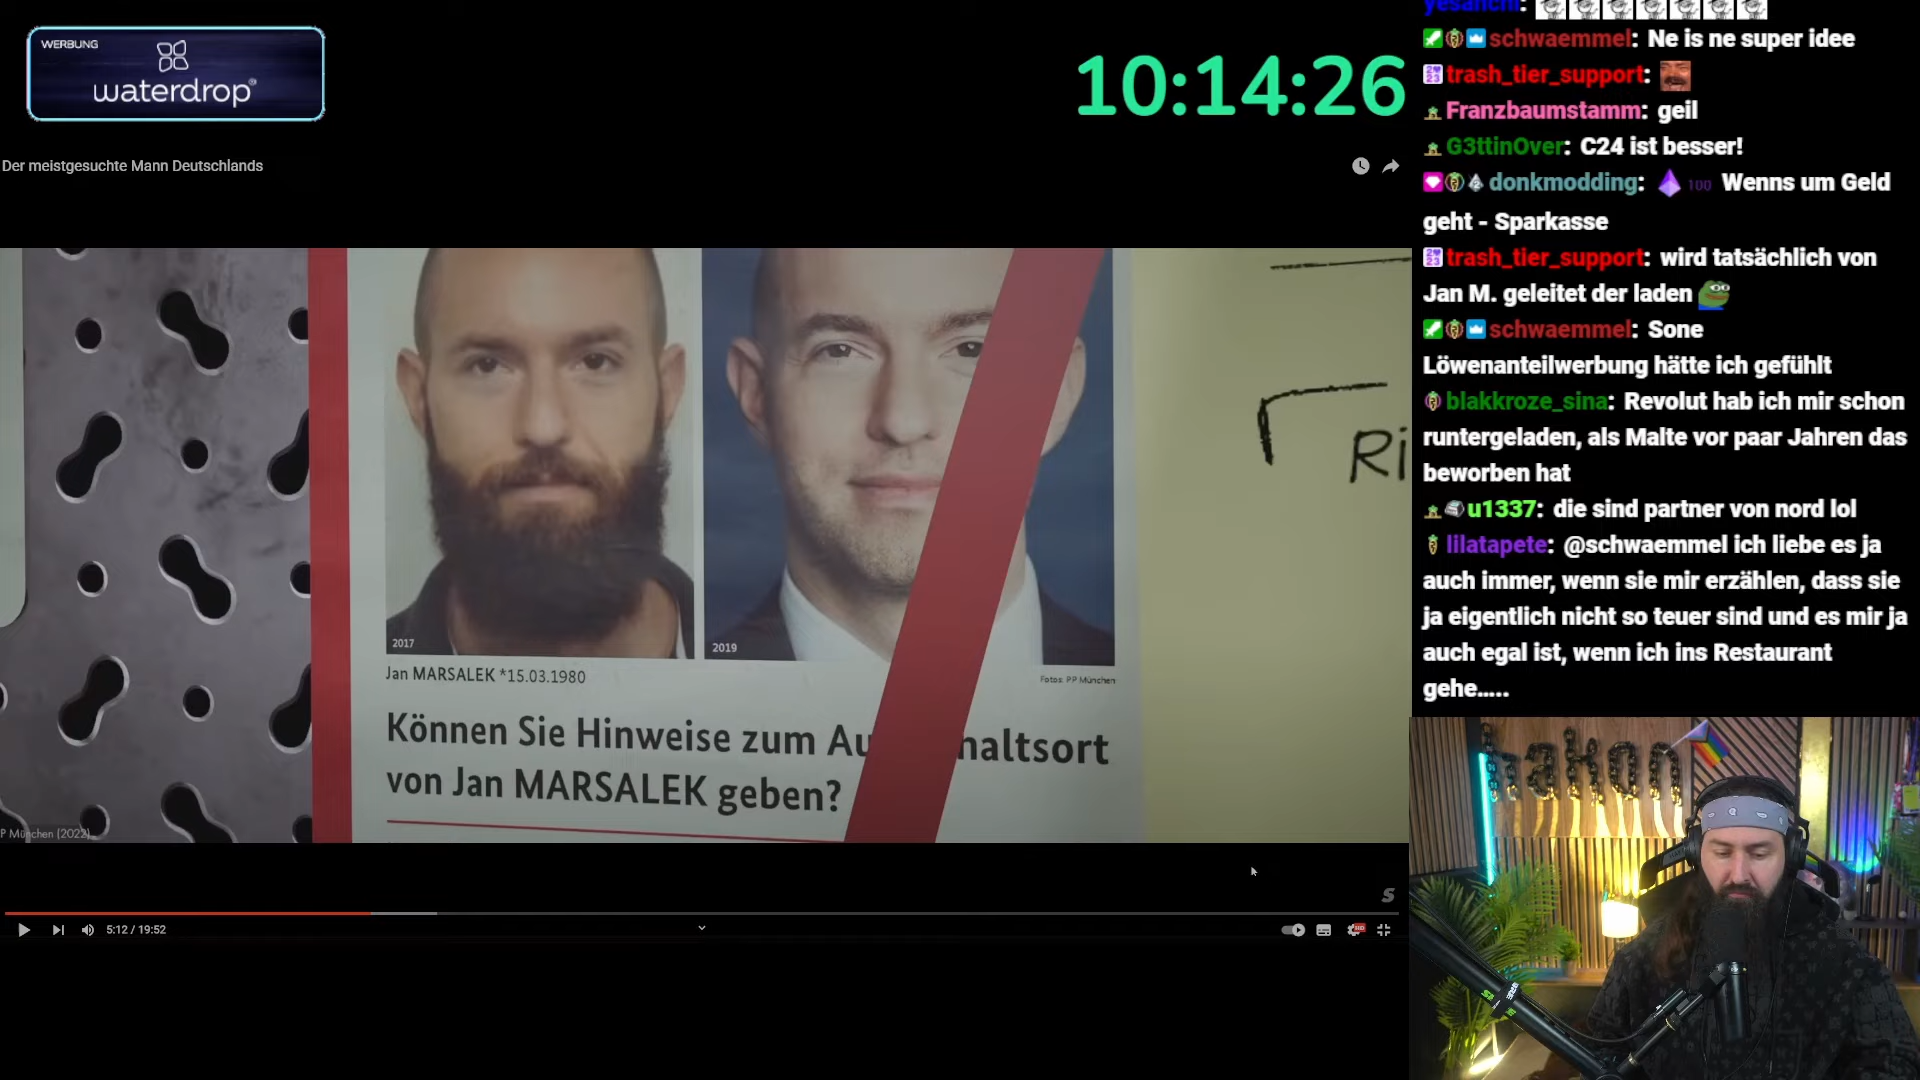 WERBUNG
waterdrop®
10:14:26
Der meistgesuchte Mann Deutschlands
2017
2019
Jan MARSALEK *15.03.1980
Fotos: PP München
Können Sie Hinweise zum Au haltsort
von Jan MARSALEK geben?
Ri
P München (2022)
S
5:12 / 19:52
yesanchi:
schwaemmel: Ne is ne super idee
trash_tier_support:
Franzbaumstamm: geil
G3ttinOver: C24 ist besser!
donkmodding: 100 Wenns um Geld
geht - Sparkasse
trash_tier_support: wird tatsächlich von
Jan M. geleitet der laden
schwaemmel: Sone
Löwenanteilwerbung hätte ich gefühlt
blakkroze_sina: Revolut hab ich mir schon
runtergeladen, als Malte vor paar Jahren das
beworben hat
u1337: die sind partner von nord lol
lilatapete: @schwaemmel ich liebe es ja
auch immer, wenn sie mir erzählen, dass sie
ja eigentlich nicht so teuer sind und es mir ja
auch egal ist, wenn ich ins Restaurant
gehe.....